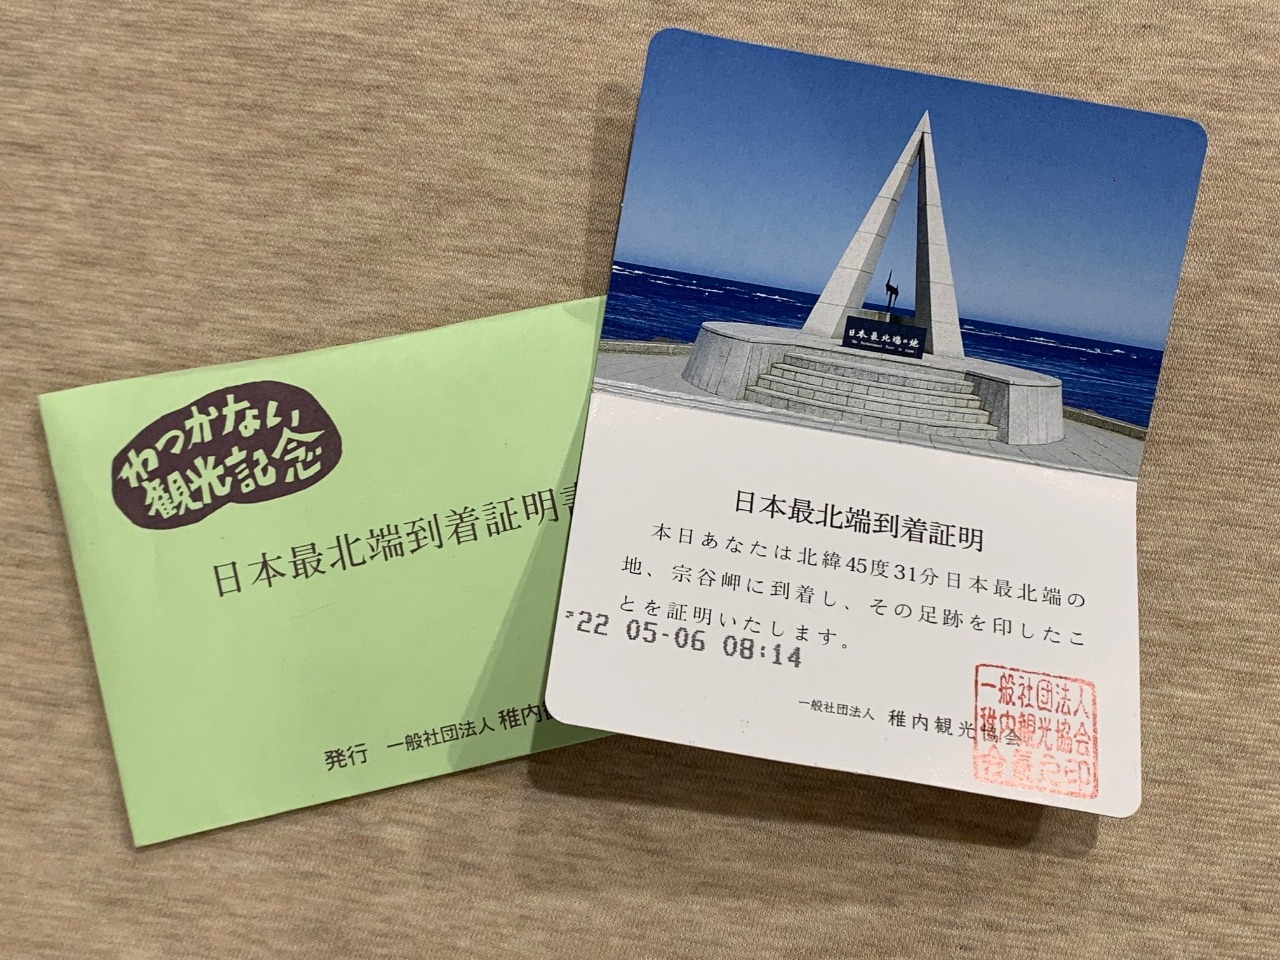 わっかない
観光記念
日本最北端到着証明書
発行 一般社団法人 稚内
日本最北端の地
The Northernmost Point in Japan
日本最北端到着証明
本日あなたは北緯45度31分日本最北端の
地、宗谷岬に到着し、その足跡を印したこ
とを証明いたします。
'22 05-06 08:14
一般社団法人 稚内観光協会
一般社団法人
稚内観光協会
会長之印